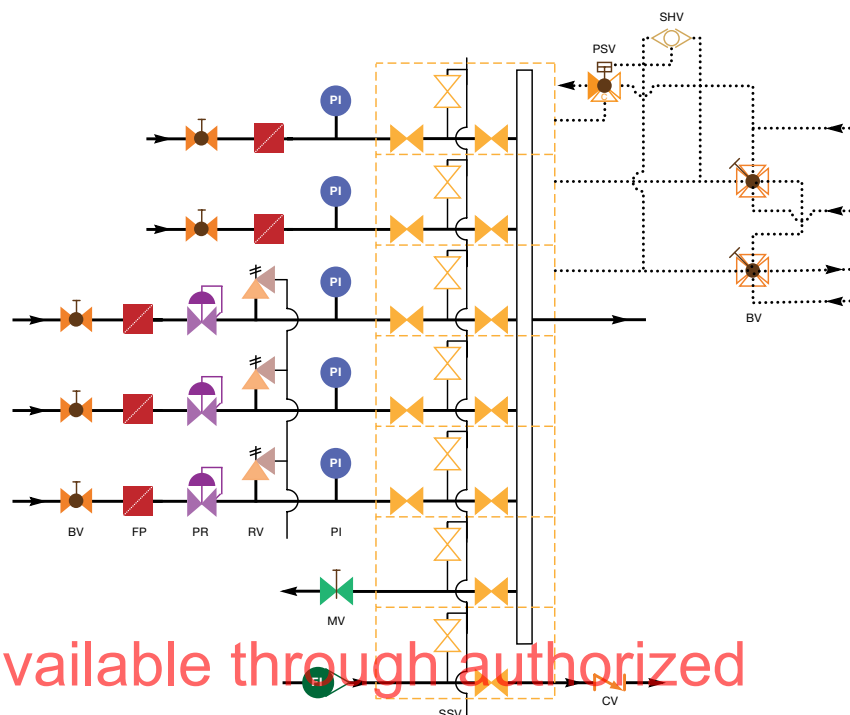 SHV
PSV
C
PI
PI
PI
BV
PI
PI
BV FP PR RV PI
MV
vailable through authorized
FI
SSV
CV